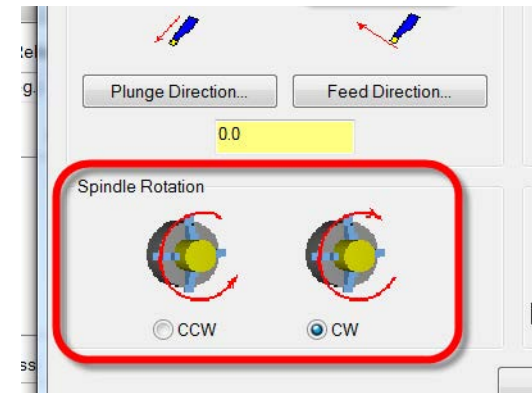 Plunge Direction...
Feed Direction...
0.0
Spindle Rotation
CCW
CW